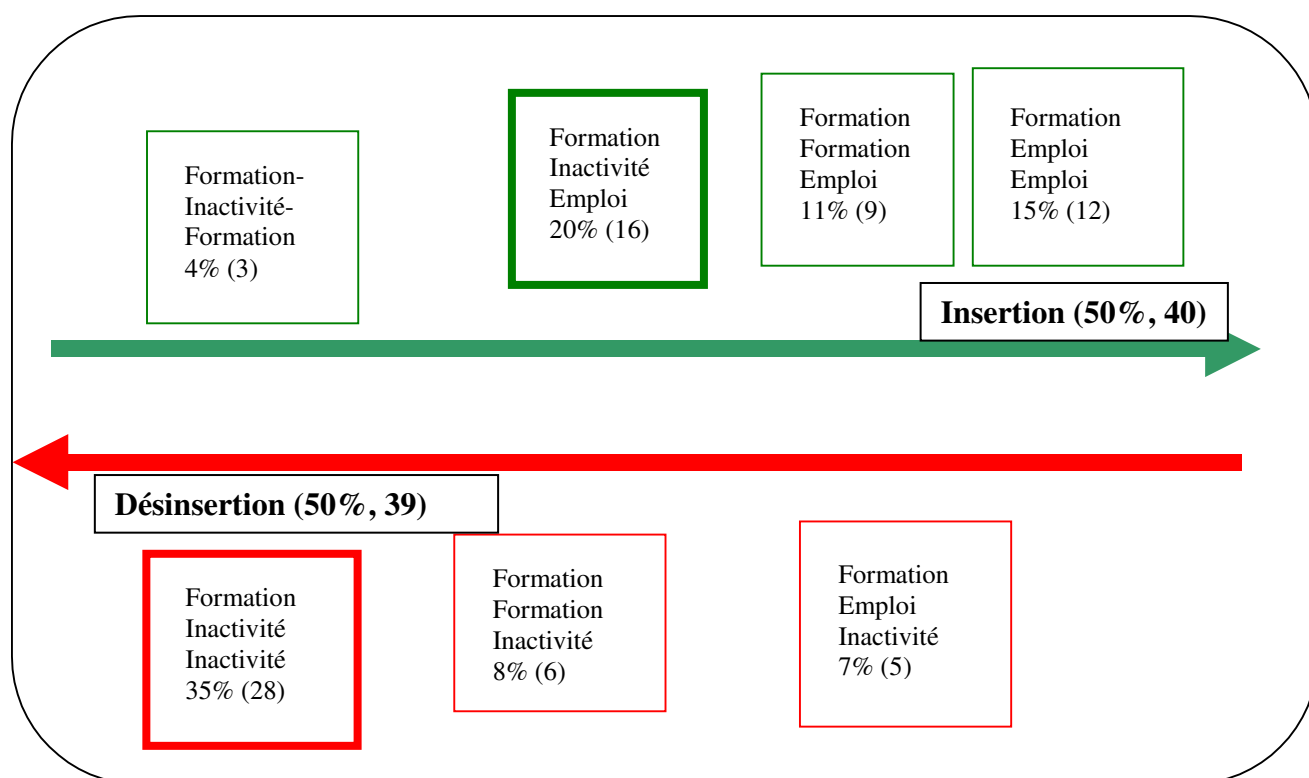 Formation-
Inactivité-
Formation
4% (3)
Formation
Inactivité
Emploi
20% (16)
Formation
Formation
Emploi
11% (9)
Formation
Emploi
Emploi
15% (12)
Insertion (50%, 40)
Désinsertion (50%, 39)
Formation
Inactivité
Inactivité
35% (28)
Formation
Formation
Inactivité
8% (6)
Formation
Emploi
Inactivité
7% (5)